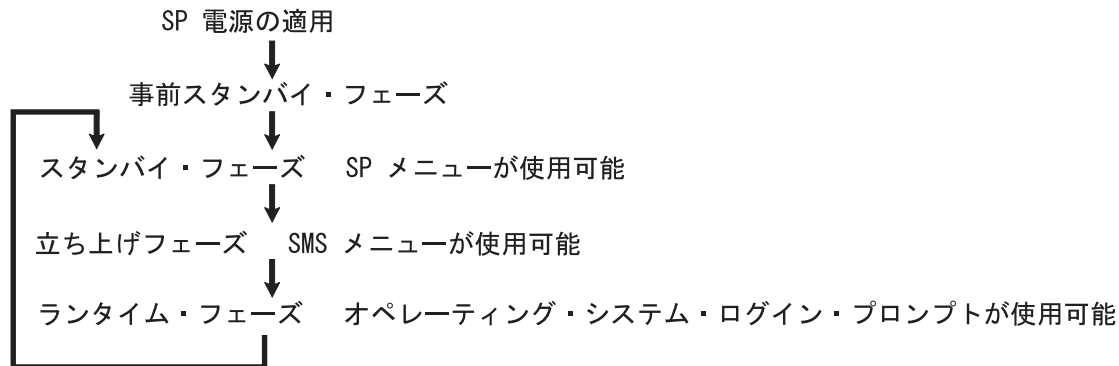 SP 電源の適用
事前スタンバイ・フェーズ
スタンバイ・フェーズ SP メニューが使用可能
立ち上げフェーズ SMS メニューが使用可能
ランタイム・フェーズ オペレーティング・システム・ログイン・プロンプトが使用可能